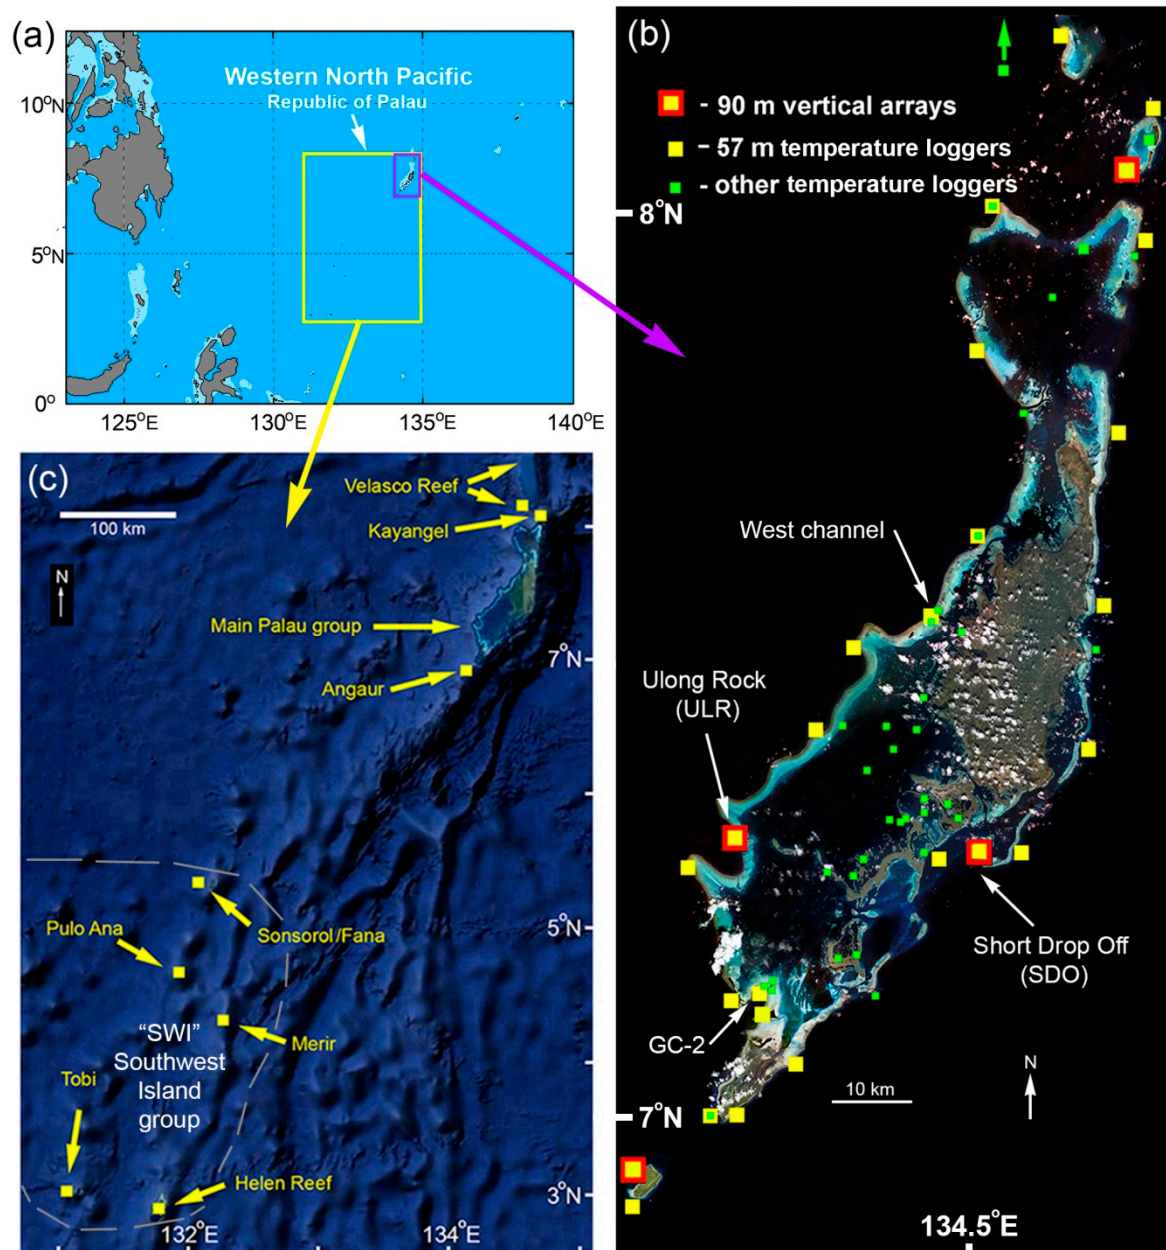 (a)
Western North Pacific
Republic of Palau
10°N
5°N
0°
125°E
130°E
135°E
140°E
(b)
- 90 m vertical arrays
- 57 m temperature loggers
- other temperature loggers
8°N
West channel
Ulong Rock
(ULR)
Short Drop Off
(SDO)
GC-2
10 km
N
7°N
134.5°E
(c)
100 km
N
Velasco Reef
Kayangel
Main Palau group
7°N
Angaur
Sonsorol/Fana
5°N
Pulo Ana
Merir
"SWI"
Southwest
Island
group
Tobi
Helen Reef
3°N
132°E
134°E